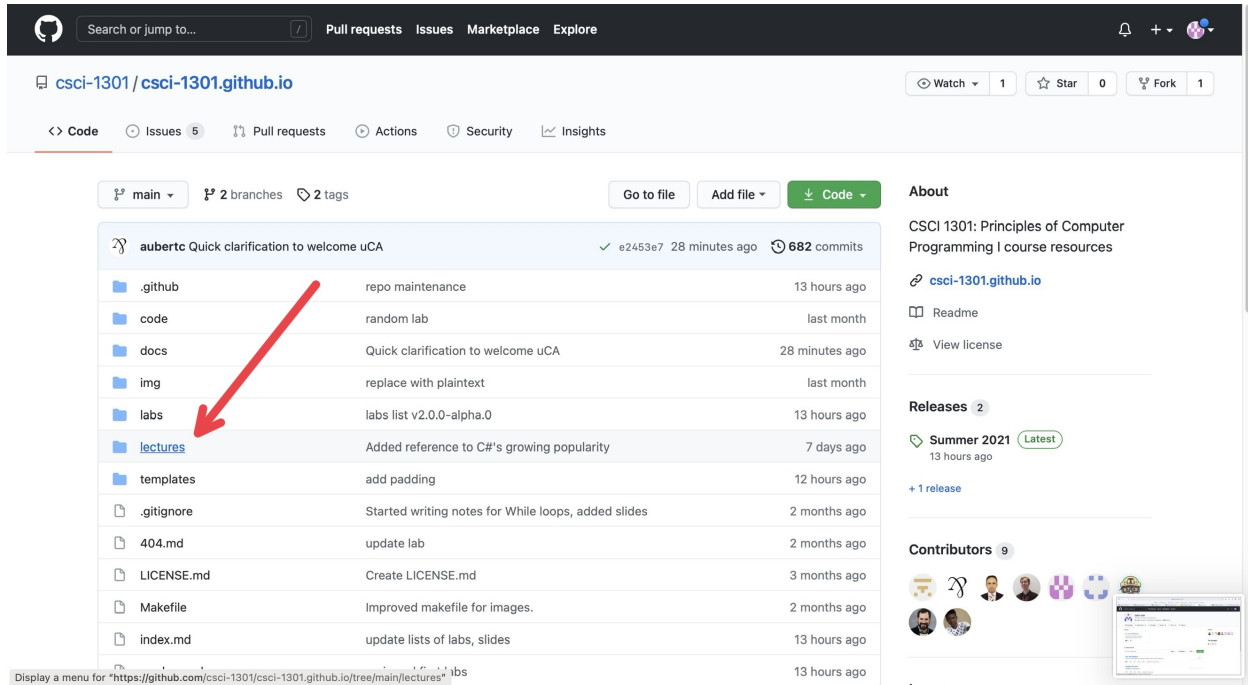 Search or jump to... / Pull requests Issues Marketplace Explore
csci-1301 / csci-1301.github.io Watch 1 Star 0 Fork 1
Code Issues 5 Pull requests Actions Security Insights
main 2 branches 2 tags Go to file Add file Code
aubertc Quick clarification to welcome uCA e2453e7 28 minutes ago 682 commits
.github repo maintenance 13 hours ago
code random lab last month
docs Quick clarification to welcome uCA 28 minutes ago
img replace with plaintext last month
labs labs list v2.0.0-alpha.0 13 hours ago
lectures Added reference to C#'s growing popularity 7 days ago
templates add padding 12 hours ago
.gitignore Started writing notes for While loops, added slides 2 months ago
404.md update lab 2 months ago
LICENSE.md Create LICENSE.md 3 months ago
Makefile Improved makefile for images. 2 months ago
index.md update lists of labs, slides 13 hours ago
13 hours ago
Display a menu for "https://github.com/csci-1301/csci-1301.github.io/tree/main/lectures"
About
CSCI 1301: Principles of Computer
Programming I course resources
csci-1301.github.io
Readme
View license
Releases 2
Summer 2021 Latest
13 hours ago
+ 1 release
Contributors 9